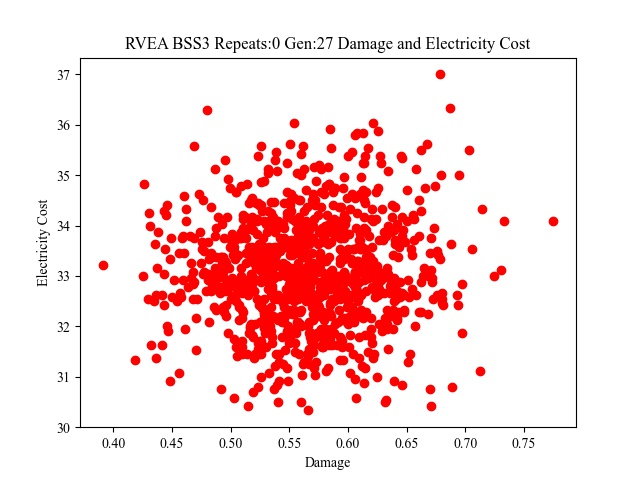 RVEA BSS3 Repeats:0 Gen:27 Damage and Electricity Cost
37
36
35
34
33
32
31
30
Electricity Cost
0.40 0.45 0.50 0.55 0.60 0.65 0.70 0.75
Damage